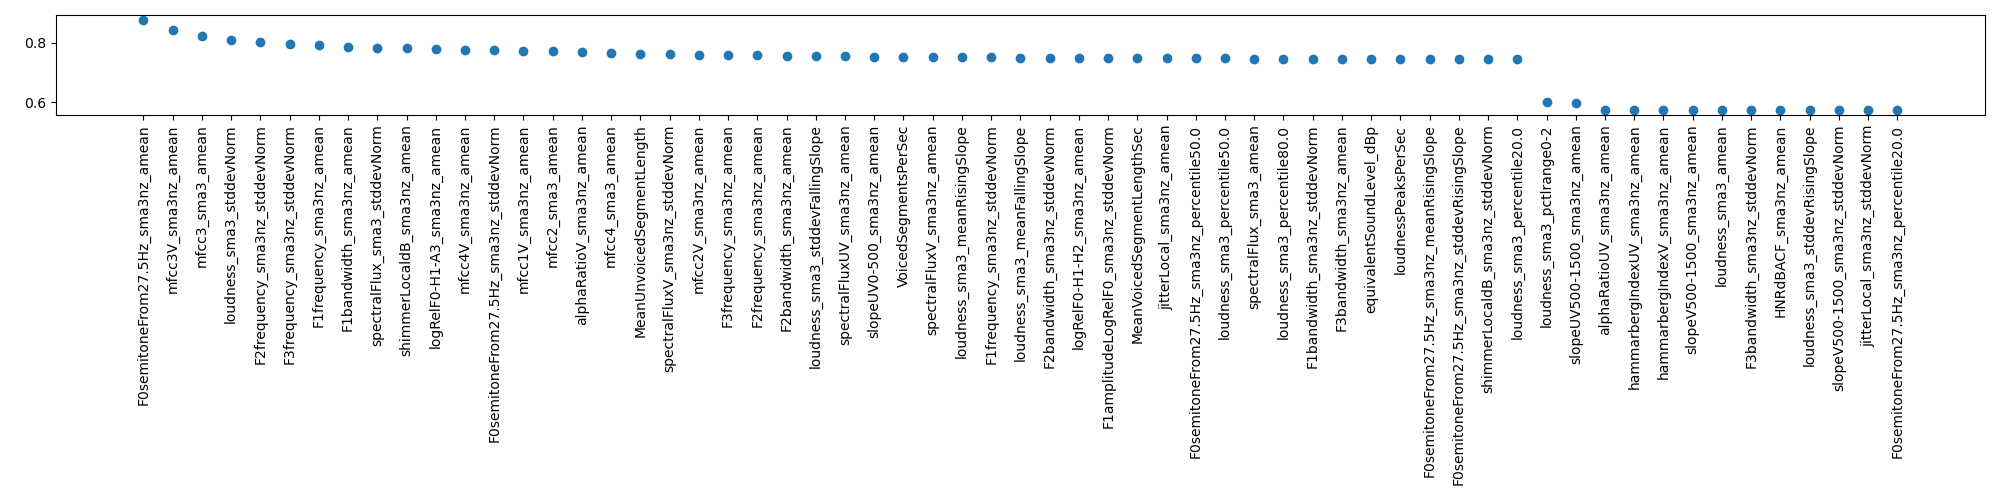 0.8
0.6
F0semitoneFrom27.5Hz_sma3nz_amean
mfcc3V_sma3nz_amean
mfcc3_sma3_amean
loudness_sma3_stddevNorm
F2frequency_sma3nz_stddevNorm
F3frequency_sma3nz_stddevNorm
F1frequency_sma3nz_amean
F1bandwidth_sma3nz_amean
spectralFlux_sma3_stddevNorm
shimmerLocaldB_sma3nz_amean
logRelF0-H1-A3_sma3nz_amean
mfcc4V_sma3nz_amean
F0semitoneFrom27.5Hz_sma3nz_stddevNorm
mfcc1V_sma3nz_amean
mfcc2_sma3_amean
alphaRatioV_sma3nz_amean
mfcc4_sma3_amean
MeanUnvoicedSegmentLength
spectralFluxV_sma3nz_stddevNorm
mfcc2V_sma3nz_amean
F3frequency_sma3nz_amean
F2frequency_sma3nz_amean
F2bandwidth_sma3nz_amean
loudness_sma3_stddevFallingSlope
spectralFluxUV_sma3nz_amean
slopeUV0-500_sma3nz_amean
VoicedSegmentsPerSec
spectralFluxV_sma3nz_amean
loudness_sma3_meanRisingSlope
F1frequency_sma3nz_stddevNorm
loudness_sma3_meanFallingSlope
F2bandwidth_sma3nz_stddevNorm
logRelF0-H1-H2_sma3nz_amean
F1amplitudeLogRelF0_sma3nz_stddevNorm
MeanVoicedSegmentLengthSec
jitterLocal_sma3nz_amean
F0semitoneFrom27.5Hz_sma3nz_percentile50.0
loudness_sma3_percentile50.0
spectralFlux_sma3_amean
loudness_sma3_percentile80.0
F1bandwidth_sma3nz_stddevNorm
F3bandwidth_sma3nz_amean
equivalentSoundLevel_dBp
loudnessPeaksPerSec
F0semitoneFrom27.5Hz_sma3nz_meanRisingSlope
F0semitoneFrom27.5Hz_sma3nz_stddevRisingSlope
shimmerLocaldB_sma3nz_stddevNorm
loudness_sma3_percentile20.0
loudness_sma3_pctlrange0-2
slopeUV500-1500_sma3nz_amean
alphaRatioUV_sma3nz_amean
hammarbergIndexUV_sma3nz_amean
hammarbergIndexV_sma3nz_amean
slopeV500-1500_sma3nz_amean
loudness_sma3_amean
F3bandwidth_sma3nz_stddevNorm
HNRdBACF_sma3nz_amean
loudness_sma3_stddevRisingSlope
slopeV500-1500_sma3nz_stddevNorm
jitterLocal_sma3nz_stddevNorm
F0semitoneFrom27.5Hz_sma3nz_percentile20.0